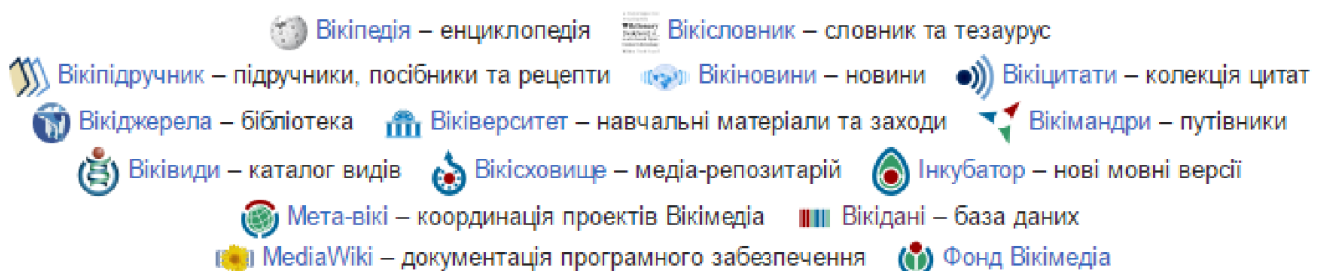 Вікіпедія – енциклопедія Вікісловник – словник та тезаурус
Вікіпідручник – підручники, посібники та рецепти Вікіновини – новини Вікіцитати – колекція цитат
Вікіджерела – бібліотека Віківерситет – навчальні матеріали та заходи Вікімандри – путівники
Віківиди – каталог видів Вікісховище – медіа-репозитарій Інкубатор – нові мовні версії
Мета-вікі – координація проектів Вікімедіа Вікідані – база даних
MediaWiki – документація програмного забезпечення Фонд Вікімедіа